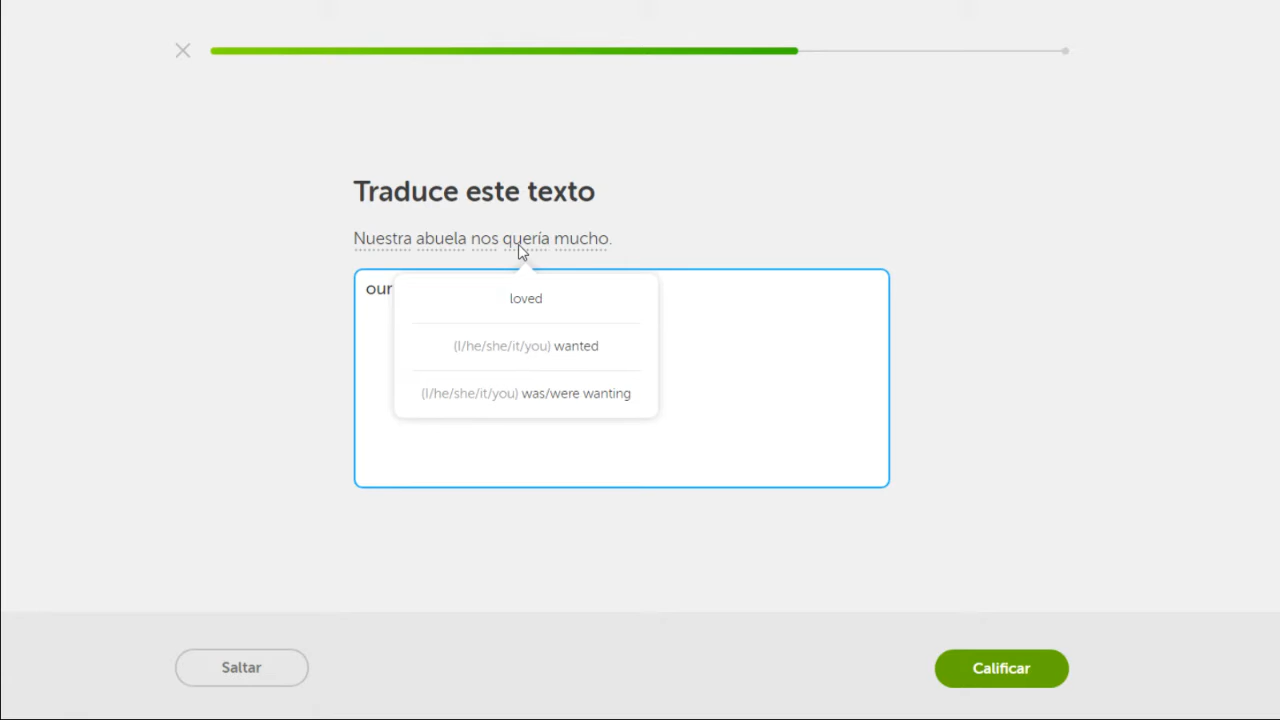 Traduce este texto
Nuestra abuela nos quería mucho.
our
loved
(I/he/she/it/you) wanted
(I/he/she/it/you) was/were wanting
Saltar
Calificar